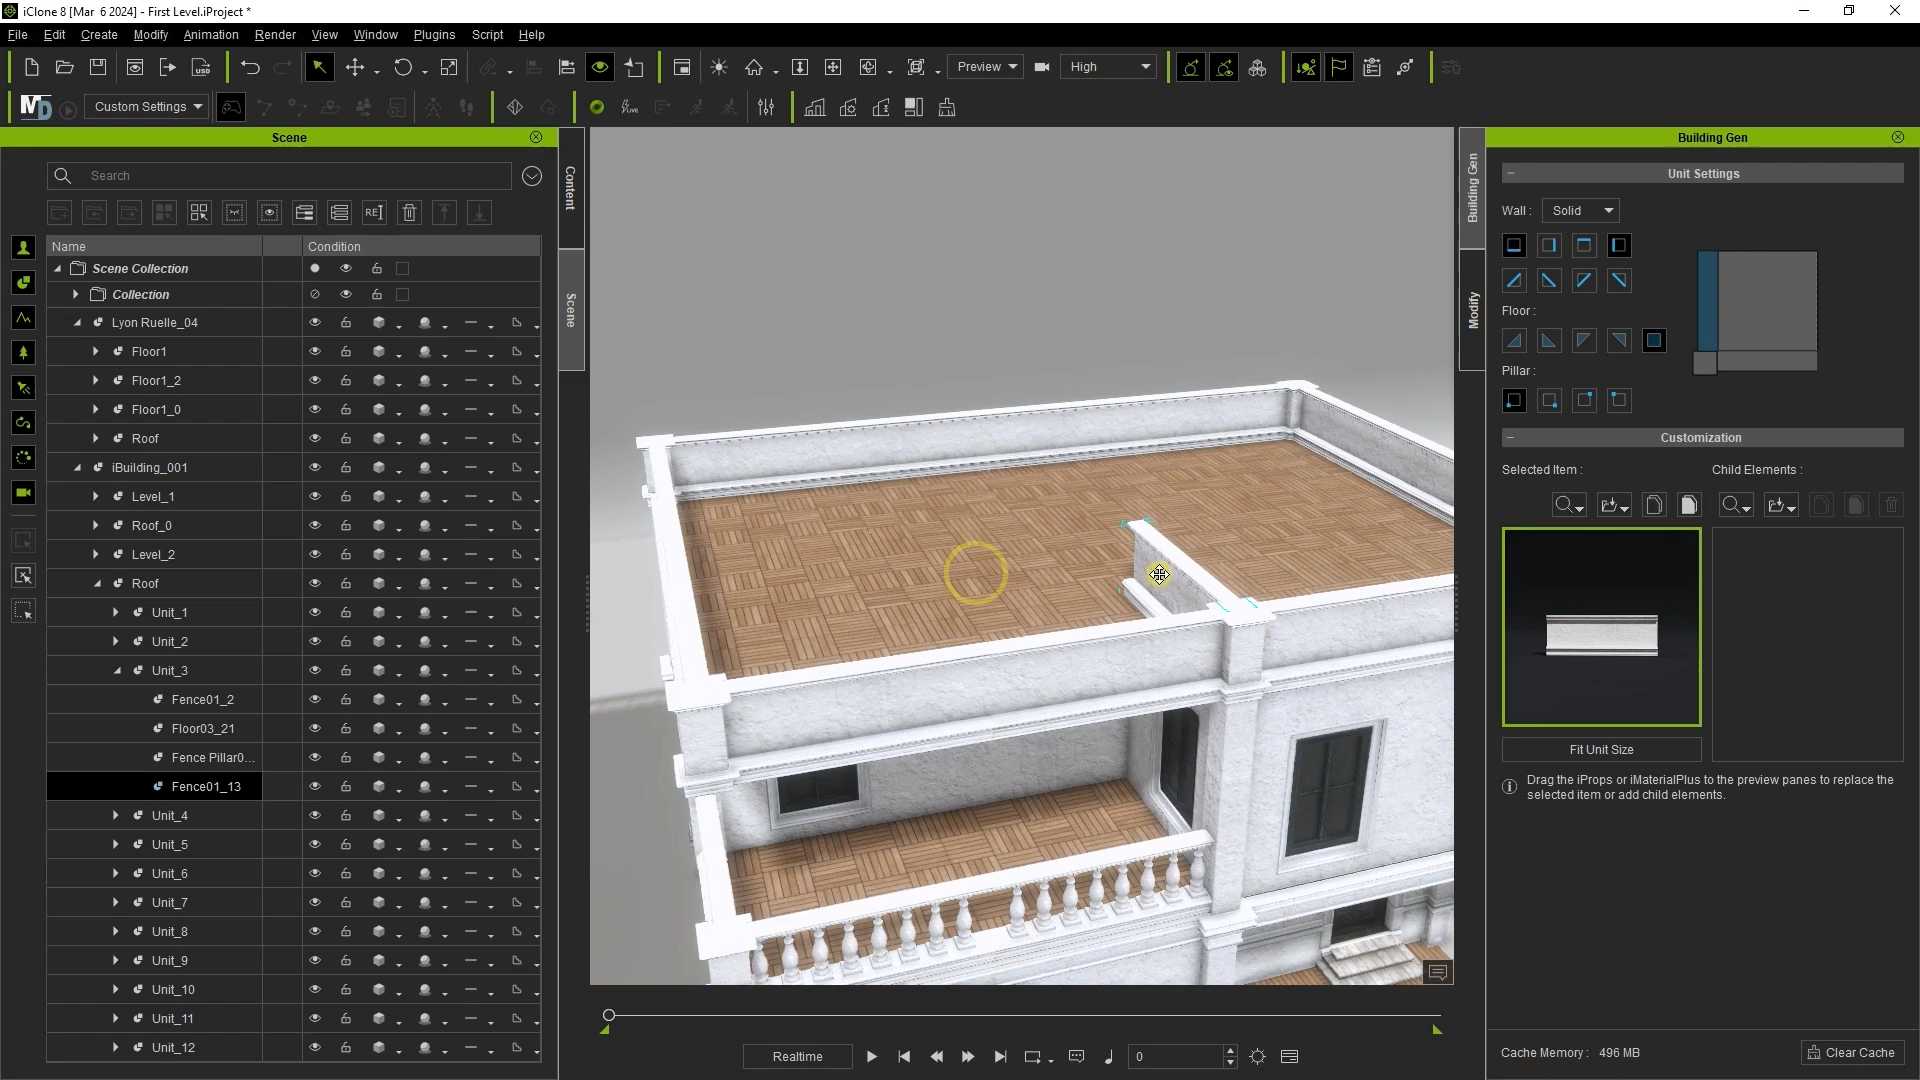 iClone 8 [Mar  6 2024] - First Level.iProject *
File Edit Create Modify Animation Render View Window Plugins Script Help
Preview High
MD Custom Settings LIVE
Scene
Search
RE
Name Condition
Scene Collection
Collection
Lyon Ruelle_04
Floor1
Floor1_2
Floor1_0
Roof
iBuilding_001
Level_1
Roof_0
Level_2
Roof
Unit_1
Unit_2
Unit_3
Fence01_2
Floor03_21
Fence Pillar0...
Fence01_13
Unit_4
Unit_5
Unit_6
Unit_7
Unit_8
Unit_9
Unit_10
Unit_11
Unit_12
Content
Scene
Realtime 0
Building Gen
Modify
Building Gen
Unit Settings
Wall : Solid
Floor :
Pillar :
Customization
Selected Item : Child Elements :
Fit Unit Size
Drag the iProps or iMaterialPlus to the preview panes to replace the
selected item or add child elements.
Cache Memory : 496 MB Clear Cache